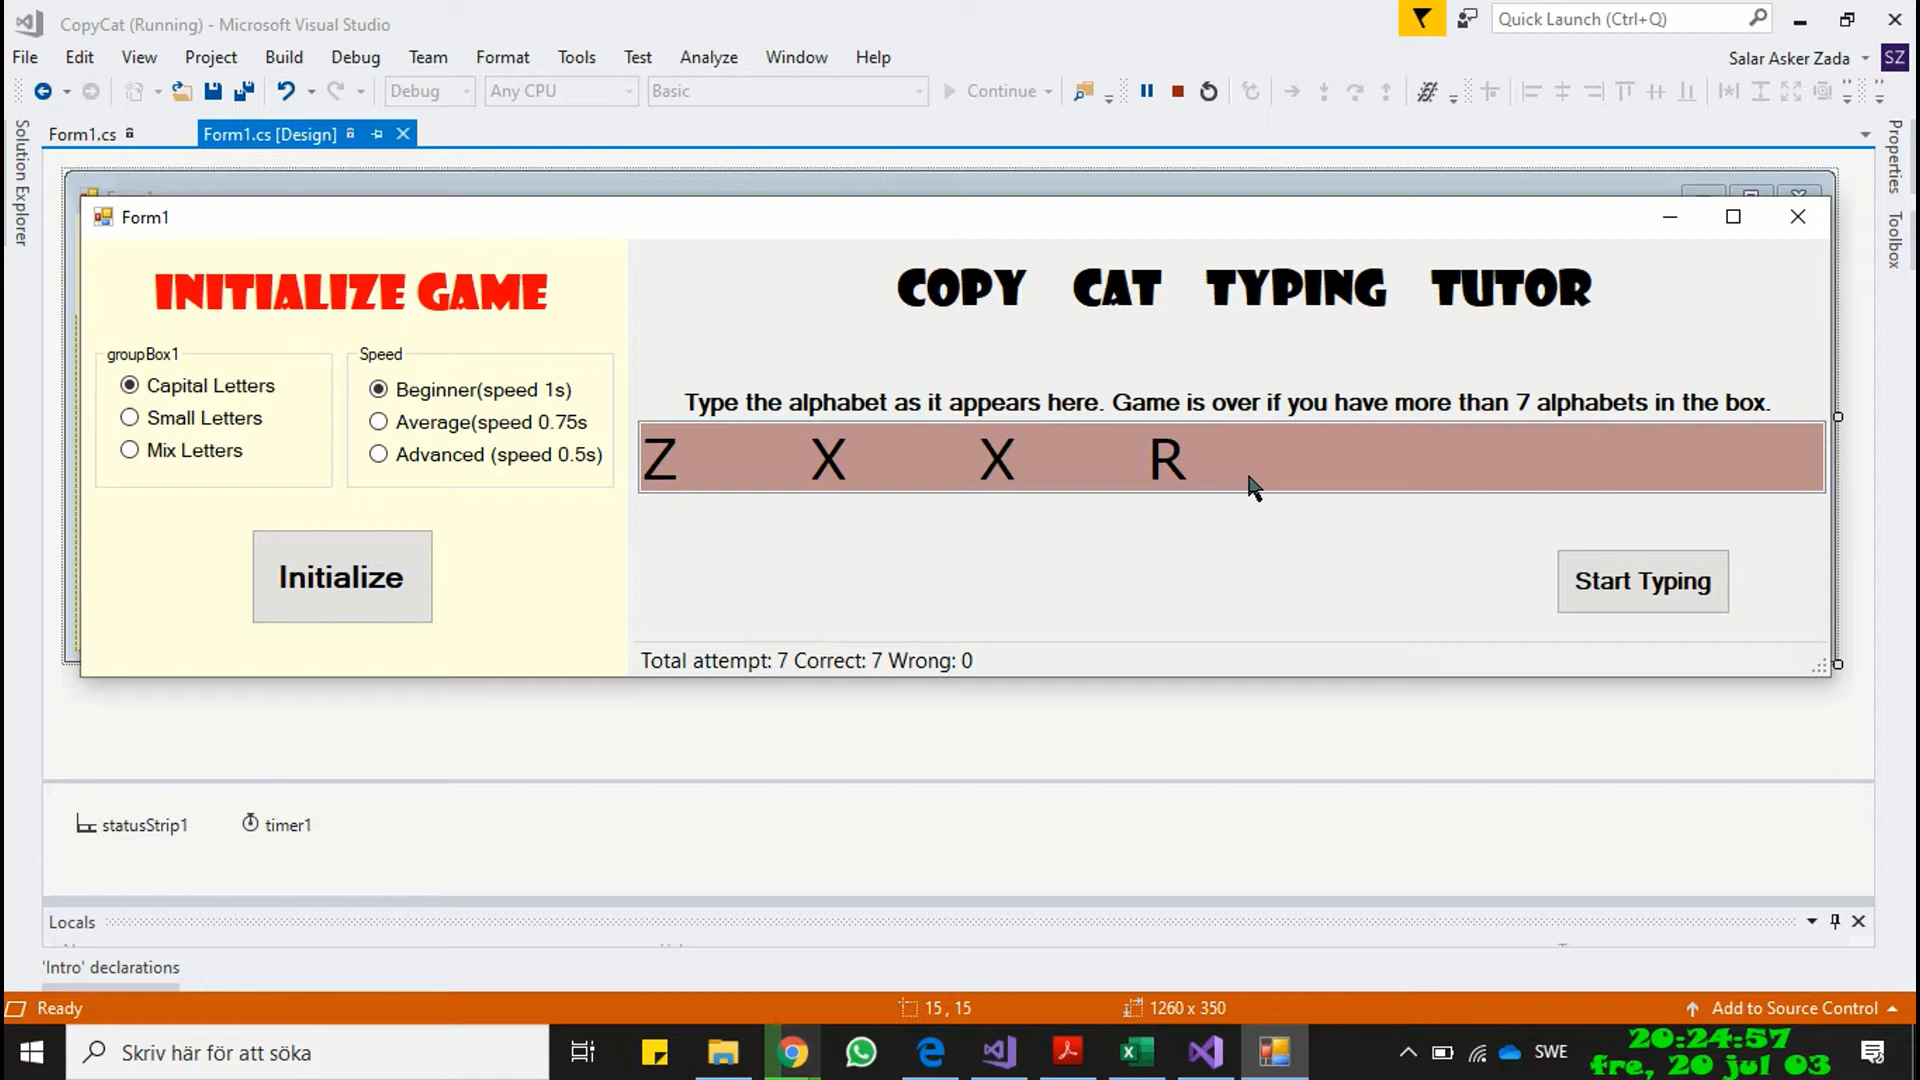 CopyCat (Running) - Microsoft Visual Studio
Quick Launch (Ctrl+Q)
File Edit View Project Build Debug Team Format Tools Test Analyze Window Help
Salar Asker Zada SZ
Debug Any CPU Basic Continue
Form1.cs Form1.cs [Design]
Solution Explorer
Properties
Toolbox
Form1
INITIALIZE GAME
COPY CAT TYPING TUTOR
groupBox1
Capital Letters
Small Letters
Mix Letters
Speed
Beginner(speed 1s)
Average(speed 0.75s
Advanced (speed 0.5s)
Type the alphabet as it appears here. Game is over if you have more than 7 alphabets in the box.
Z X X R
Initialize
Start Typing
Total attempt: 7 Correct: 7 Wrong: 0
statusStrip1 timer1
Locals
'Intro' declarations
Ready 15 , 15 1260 x 350 Add to Source Control
Skriv här för att söka
SWE
20:24:57
fre, 20 jul 03